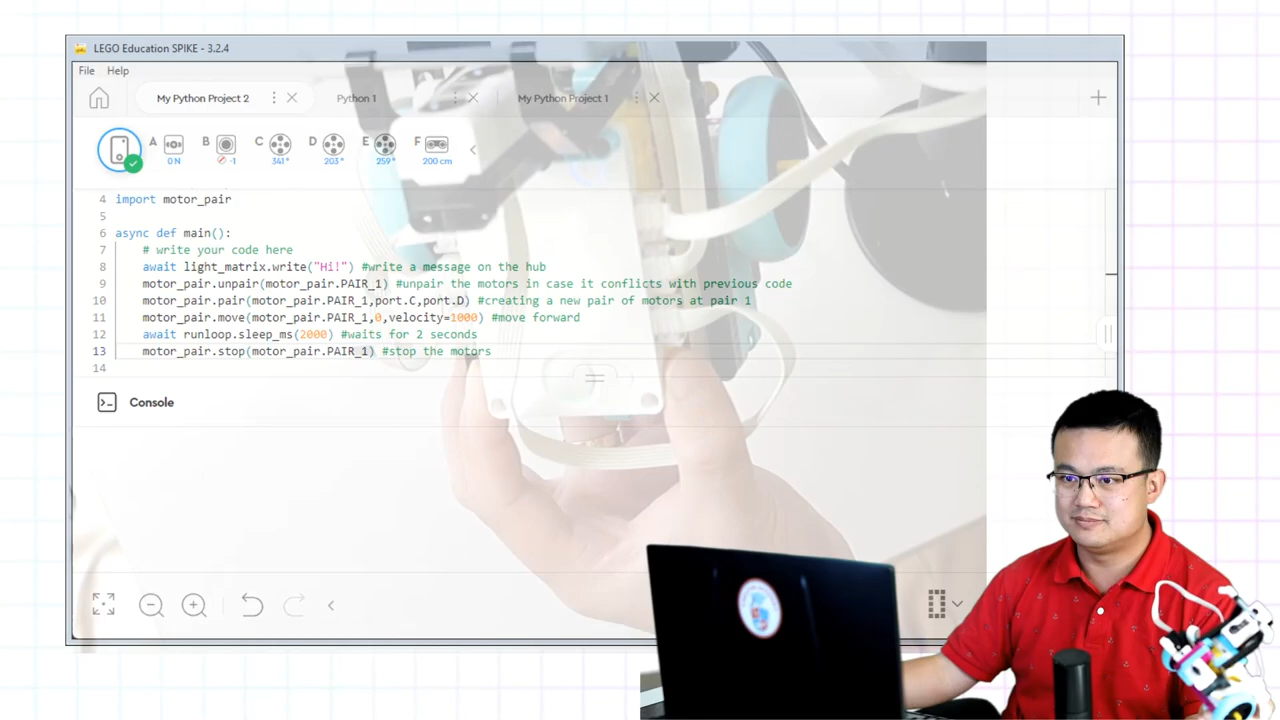 LEGO Education SPIKE - 3.2.4
File Help
My Python Project 2 Python 1 My Python Project 1
A B C D E F
0 N -1 341° 203° 259° 200 cm
4 import motor_pair
5
6 async def main():
7 # write your code here
8 await light_matrix.write("Hi!") #write a message on the hub
9 motor_pair.unpair(motor_pair.PAIR_1) #unpair the motors in case it conflicts with previous code
10 motor_pair.pair(motor_pair.PAIR_1,port.C,port.D) #creating a new pair of motors at pair 1
11 motor_pair.move(motor_pair.PAIR_1,0,velocity=1000) #move forward
12 await runloop.sleep_ms(2000) #waits for 2 seconds
13 motor_pair.stop(motor_pair.PAIR_1) #stop the motors
14
Console